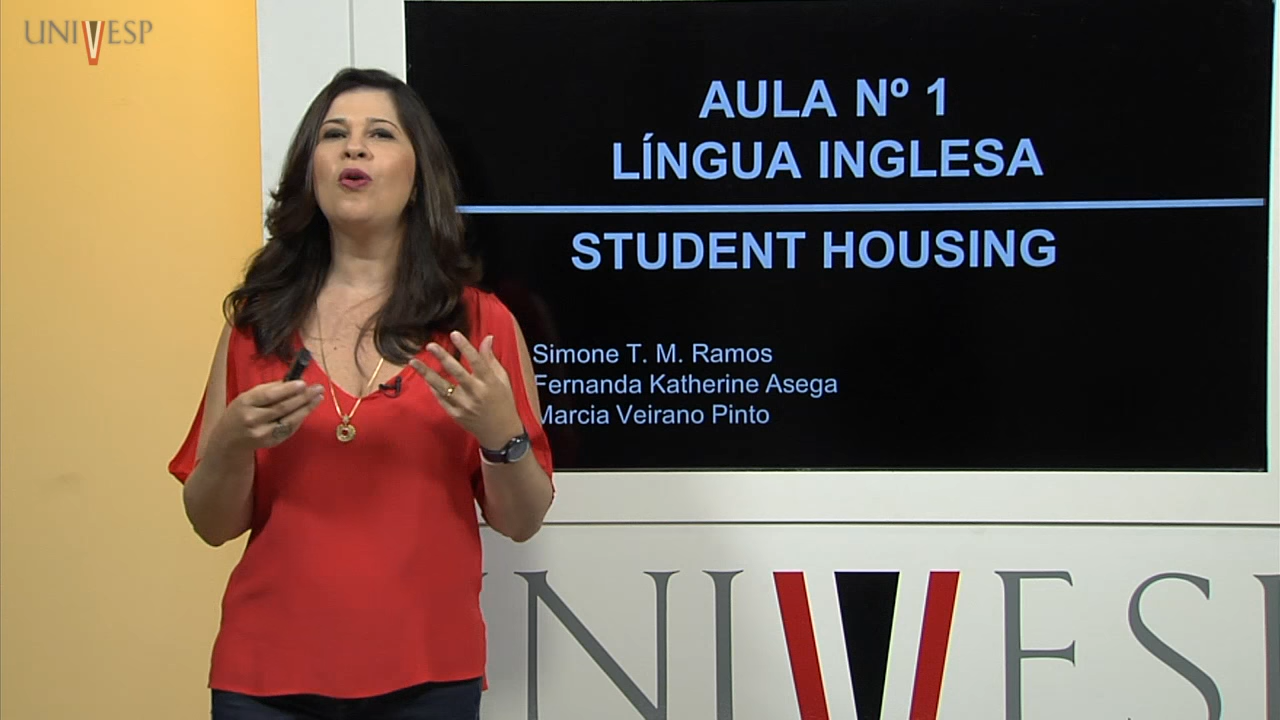 UNIVESP
AULA Nº 1
LÍNGUA INGLESA
STUDENT HOUSING
Simone T. M. Ramos
Fernanda Katherine Asega
Marcia Veirano Pinto
UNIVESP